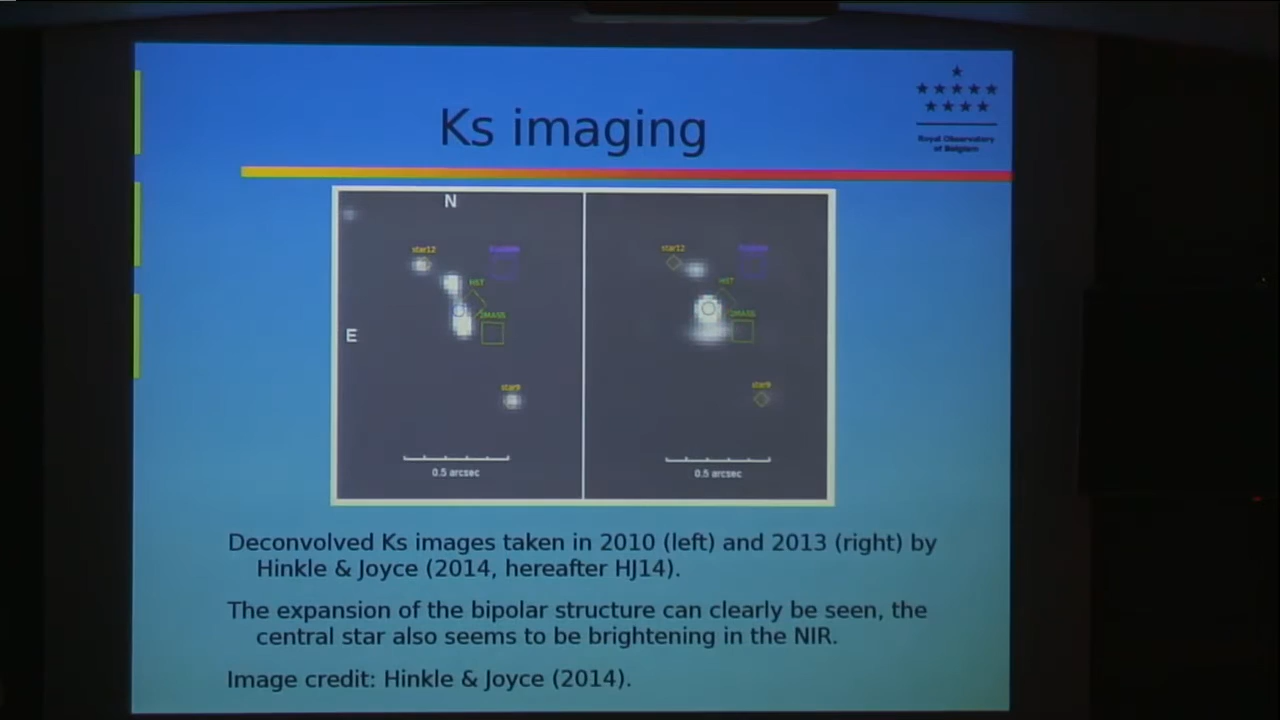 Ks imaging
Royal Observatory
of Belgium
N
star12
HST
2MASS
E
star9
0.5 arcsec
star12
HST
2MASS
star9
0.5 arcsec
Deconvolved Ks images taken in 2010 (left) and 2013 (right) by
Hinkle & Joyce (2014, hereafter HJ14).
The expansion of the bipolar structure can clearly be seen, the
central star also seems to be brightening in the NIR.
Image credit: Hinkle & Joyce (2014).